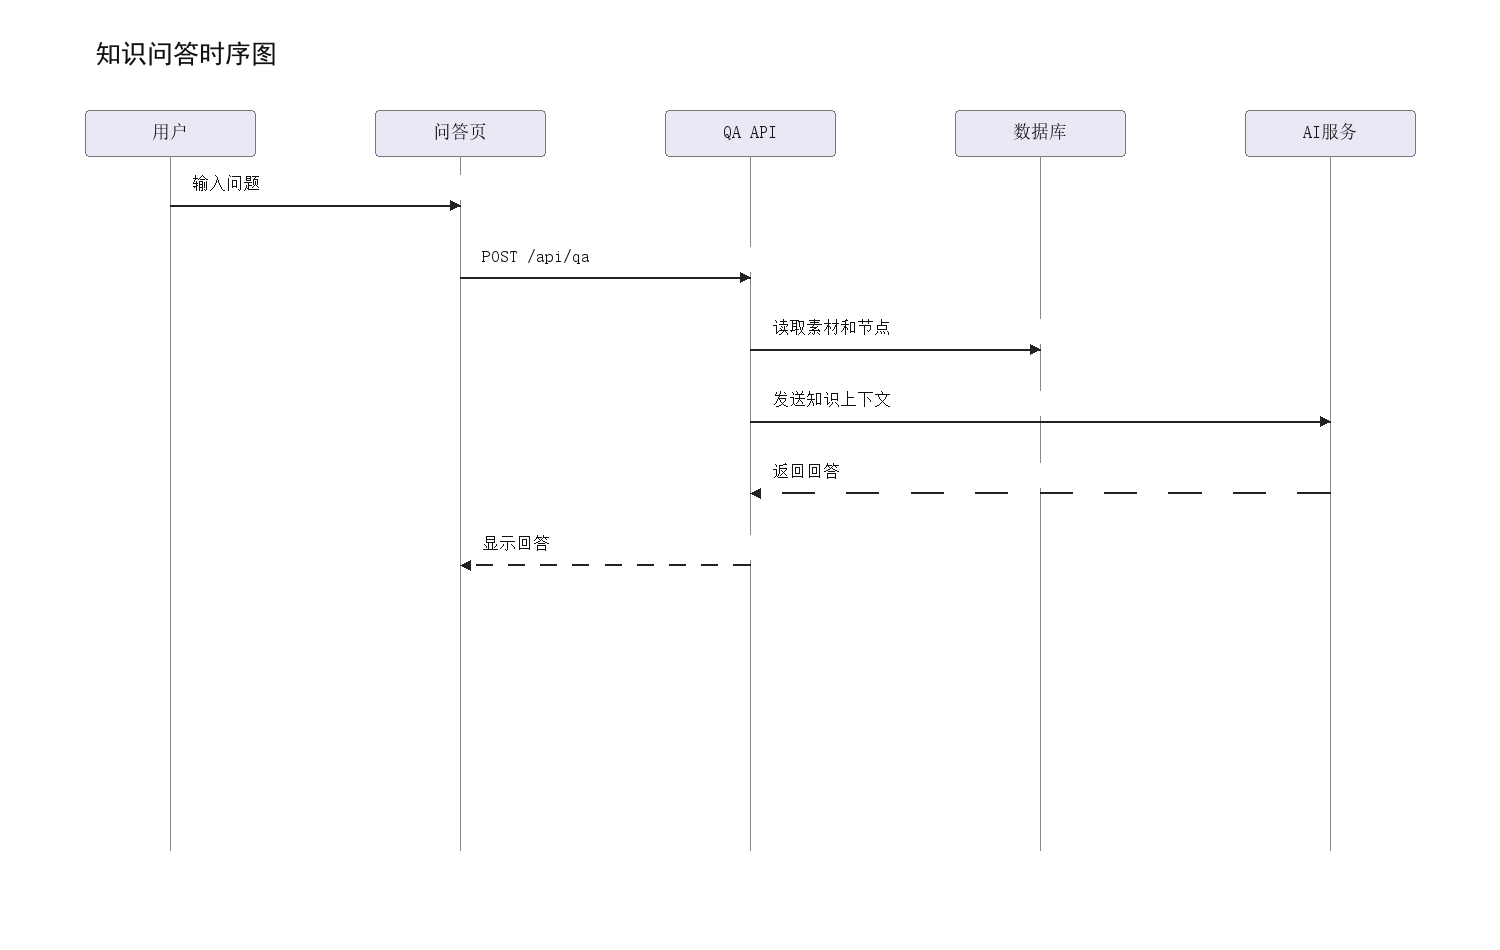 知识问答时序图
用户
问答页
QA API
数据库
AI服务
输入问题
POST /api/qa
读取素材和节点
发送知识上下文
返回回答
显示回答